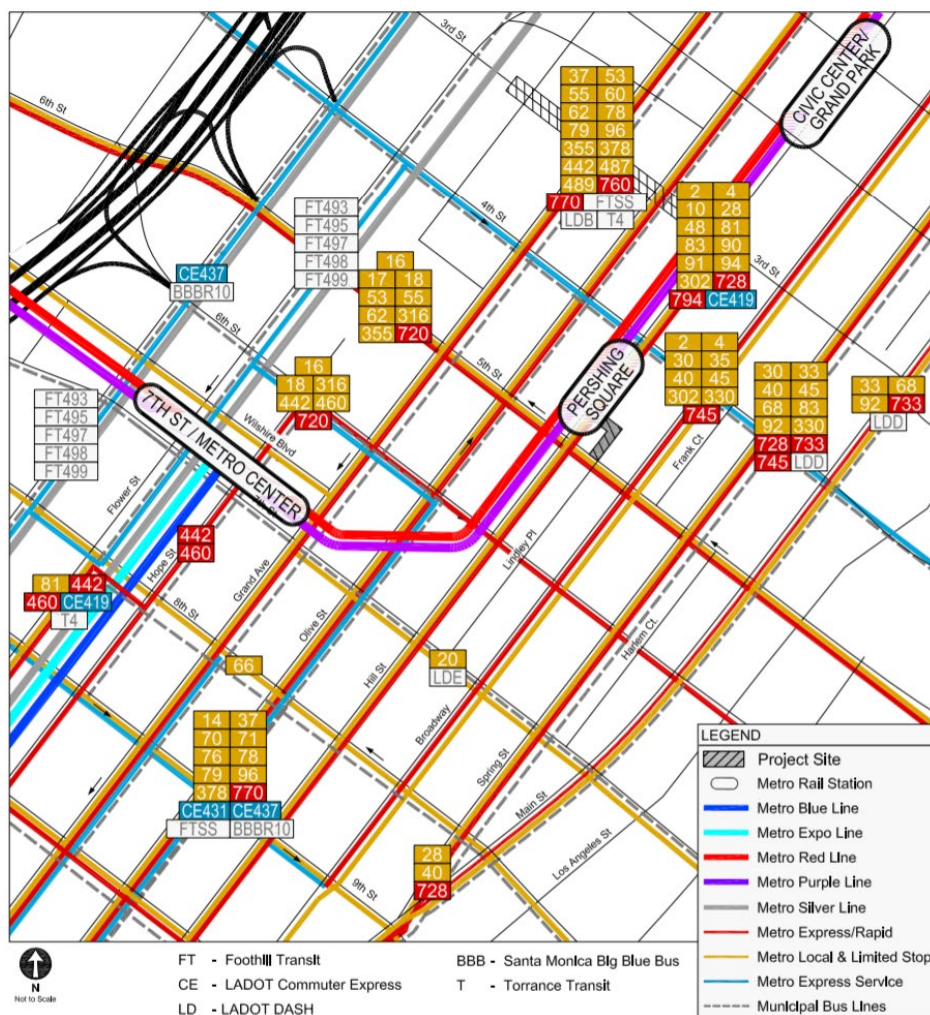 3rd St
CIVIC CENTER/
GRAND PARK
6th St
37 53
55 60
62 78
79 96
355 378
442 487
489 760
770 FTSS
LDB T4
4th St
2 4
10 28
48 81
83 90
91 94
302 728
794 CE419
3rd St
FT493
FT495
FT497
FT498
FT499
CE437
BBBR10
16
17 18
53 55
62 316
355 720
6th St
5th St
PERSHING
SQUARE
2 4
30 35
40 45
302 330
745
30 33
40 45
68 83
92 330
728 733
745 LDD
33 68
92 733
LDD
16
18 316
442 460
720
FT493
FT495
FT497
FT498
FT499
7TH ST / METRO CENTER
Wilshire Blvd
Frank Ct
Flower St
442
460
Hope St
Lindley Pl
81 442
460 CE419
T4
8th St
Grand Ave
Olive St
Harlem Ct.
66
20
LDE
Hill St
Broadway
Spring St
Main St
Los Angeles St
14 37
70 71
76 78
79 96
378 770
CE431 CE437
FTSS BBBR10
28
40
728
9th St
LEGEND
Project Site
Metro Rail Station
Metro Blue Line
Metro Expo Line
Metro Red Line
Metro Purple Line
Metro Silver Line
Metro Express/Rapid
Metro Local & Limited Stop
Metro Express Service
Municipal Bus Lines
N
Not to Scale
FT - Foothill Transit
CE - LADOT Commuter Express
LD - LADOT DASH
BBB - Santa Monica Big Blue Bus
T - Torrance Transit